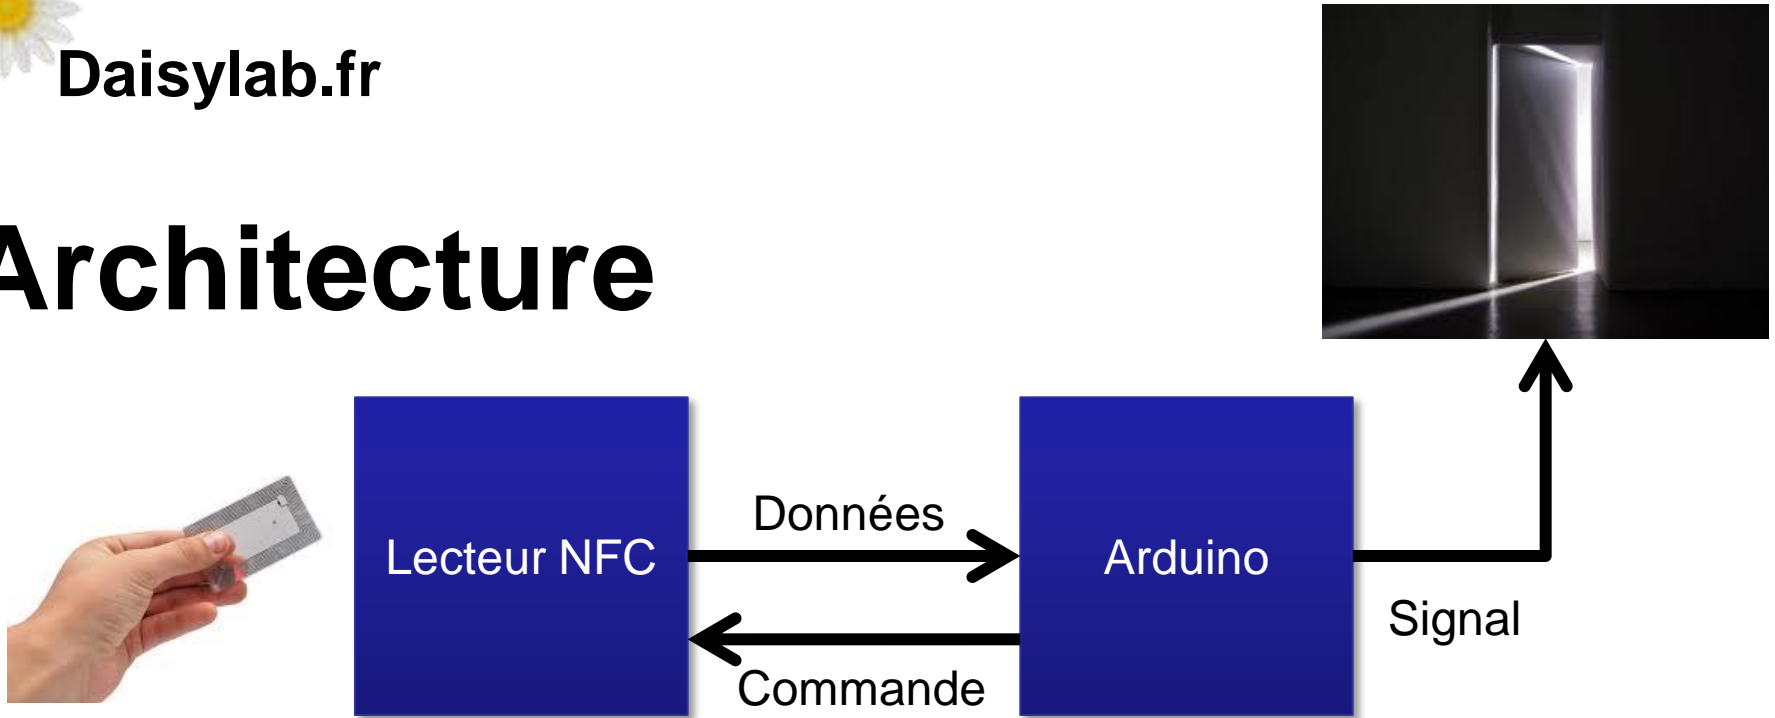 Daisylab.fr
Architecture
Données
Lecteur NFC
Arduino
Signal
Commande